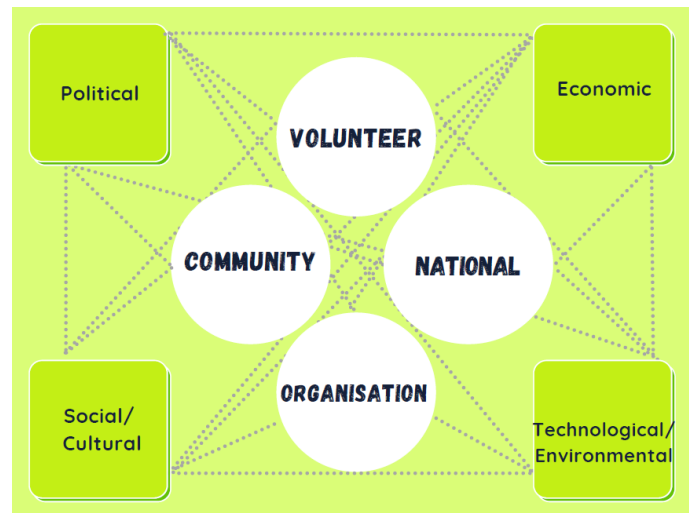 Political
Economic
VOLUNTEER
COMMUNITY
NATIONAL
ORGANISATION
Social/
Cultural
Technological/
Environmental